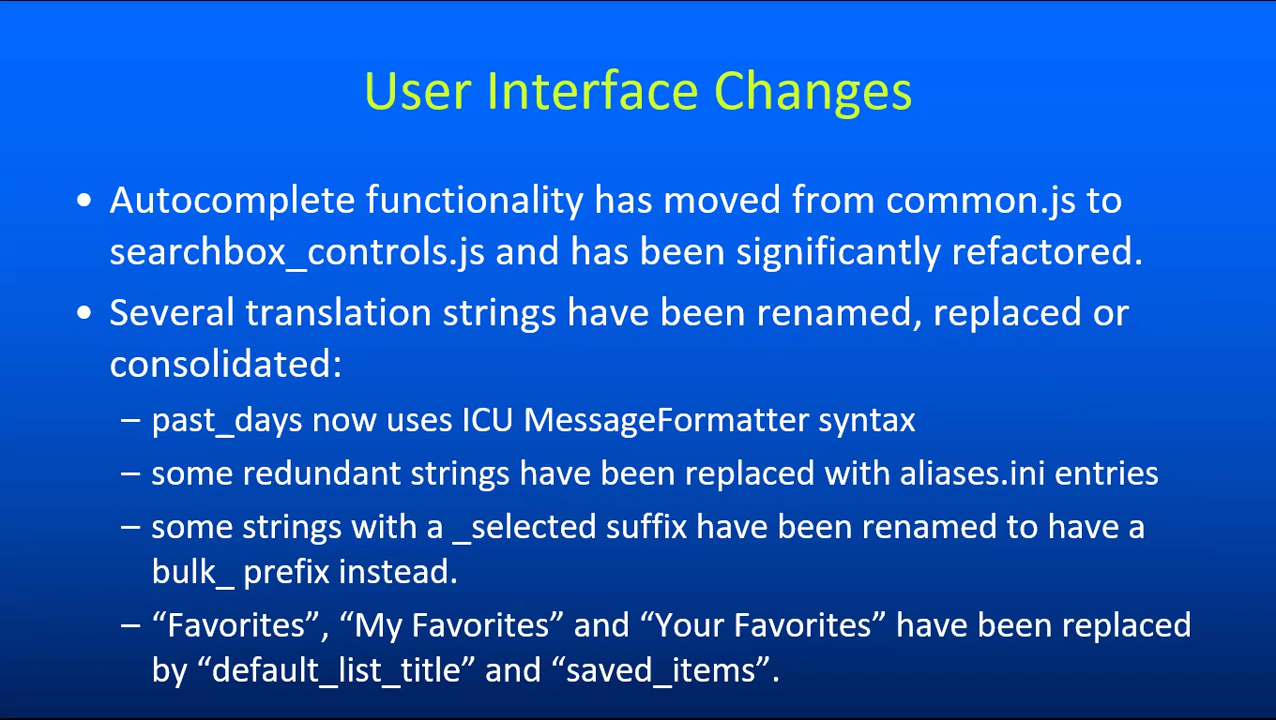 User Interface Changes
• Autocomplete functionality has moved from common.js to
searchbox_controls.js and has been significantly refactored.
• Several translation strings have been renamed, replaced or
consolidated:
– past_days now uses ICU MessageFormatter syntax
– some redundant strings have been replaced with aliases.ini entries
– some strings with a _selected suffix have been renamed to have a
bulk_ prefix instead.
– “Favorites”, “My Favorites” and “Your Favorites” have been replaced
by “default_list_title” and “saved_items”.